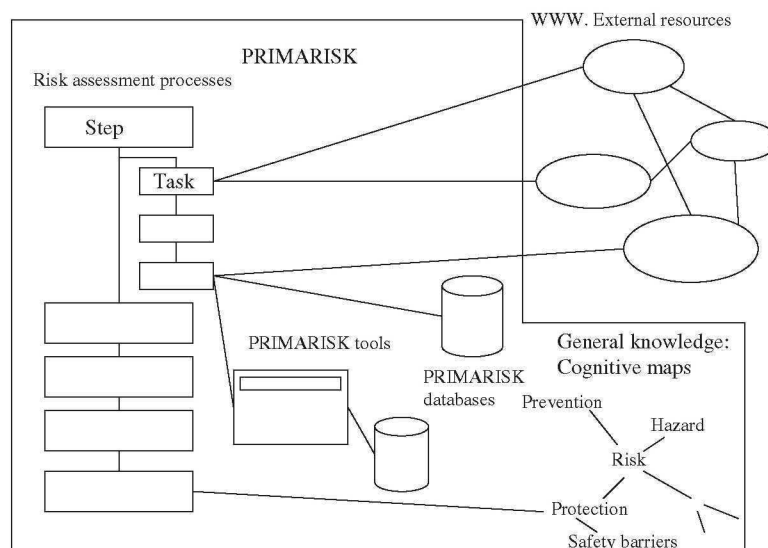 WWW. External resources
PRIMARISK
Risk assessment processes
Step
Task
PRIMARISK tools
PRIMARISK
databases
General knowledge:
Cognitive maps
Prevention
Hazard
Risk
Protection
Safety barriers